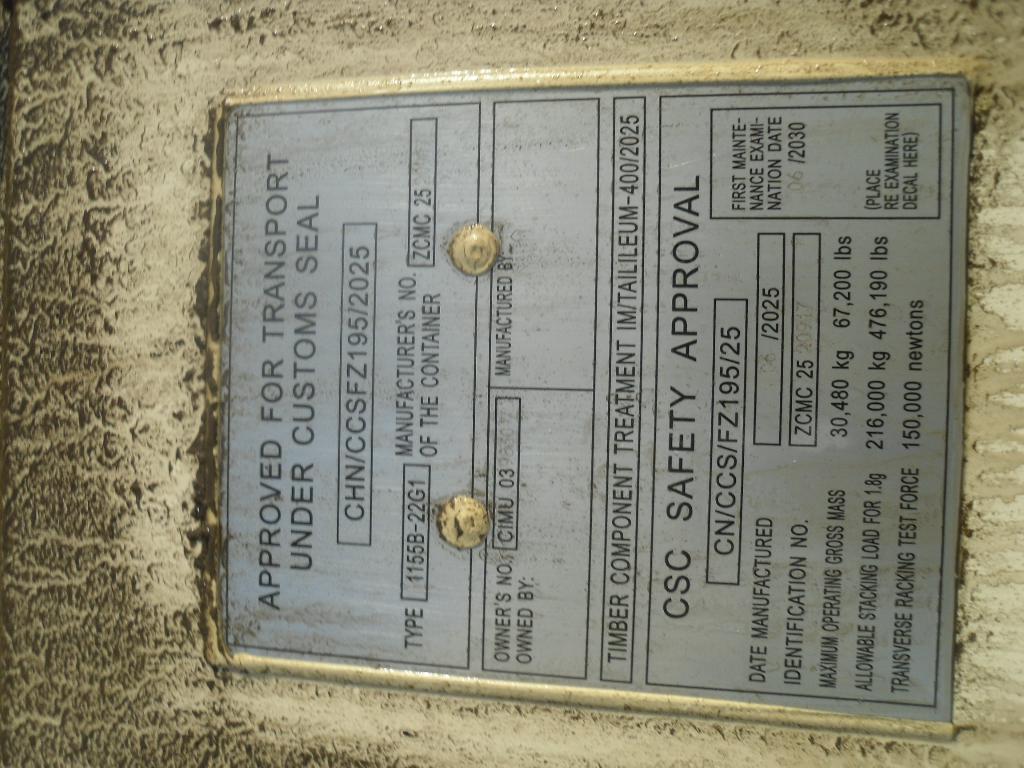 APPROVED FOR TRANSPORT
UNDER CUSTOMS SEAL
CHN/CCSFZ195/2025
TYPE 1155B-22G1 MANUFACTURER'S NO.
OF THE CONTAINER ZCMC 25
OWNER'S NO. CIMU 03
OWNED BY:
MANUFACTURED BY
TIMBER COMPONENT TREATMENT IM/TAILILEUM-400/2025
CSC SAFETY APPROVAL
CN/CCS/FZ195/25
DATE MANUFACTURED /2025
IDENTIFICATION NO. ZCMC 25
MAXIMUM OPERATING GROSS MASS 30,480 kg 67,200 lbs
ALLOWABLE STACKING LOAD FOR 1.8g 216,000 kg 476,190 lbs
TRANSVERSE RACKING TEST FORCE 150,000 newtons
FIRST MAINTE-
NANCE EXAMI-
NATION DATE
06 /2030
(PLACE
RE EXAMINATION
DECAL HERE)